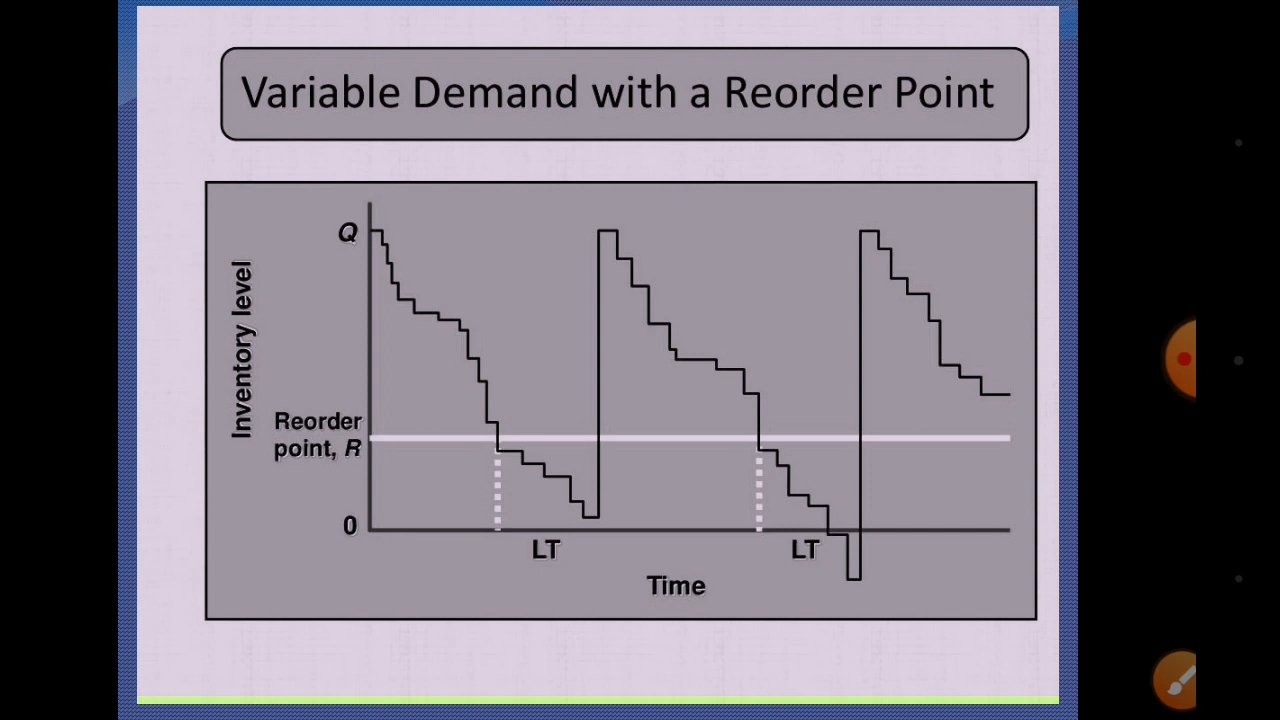 Variable Demand with a Reorder Point
Q
Inventory level
Reorder
point, R
0
LT
LT
Time